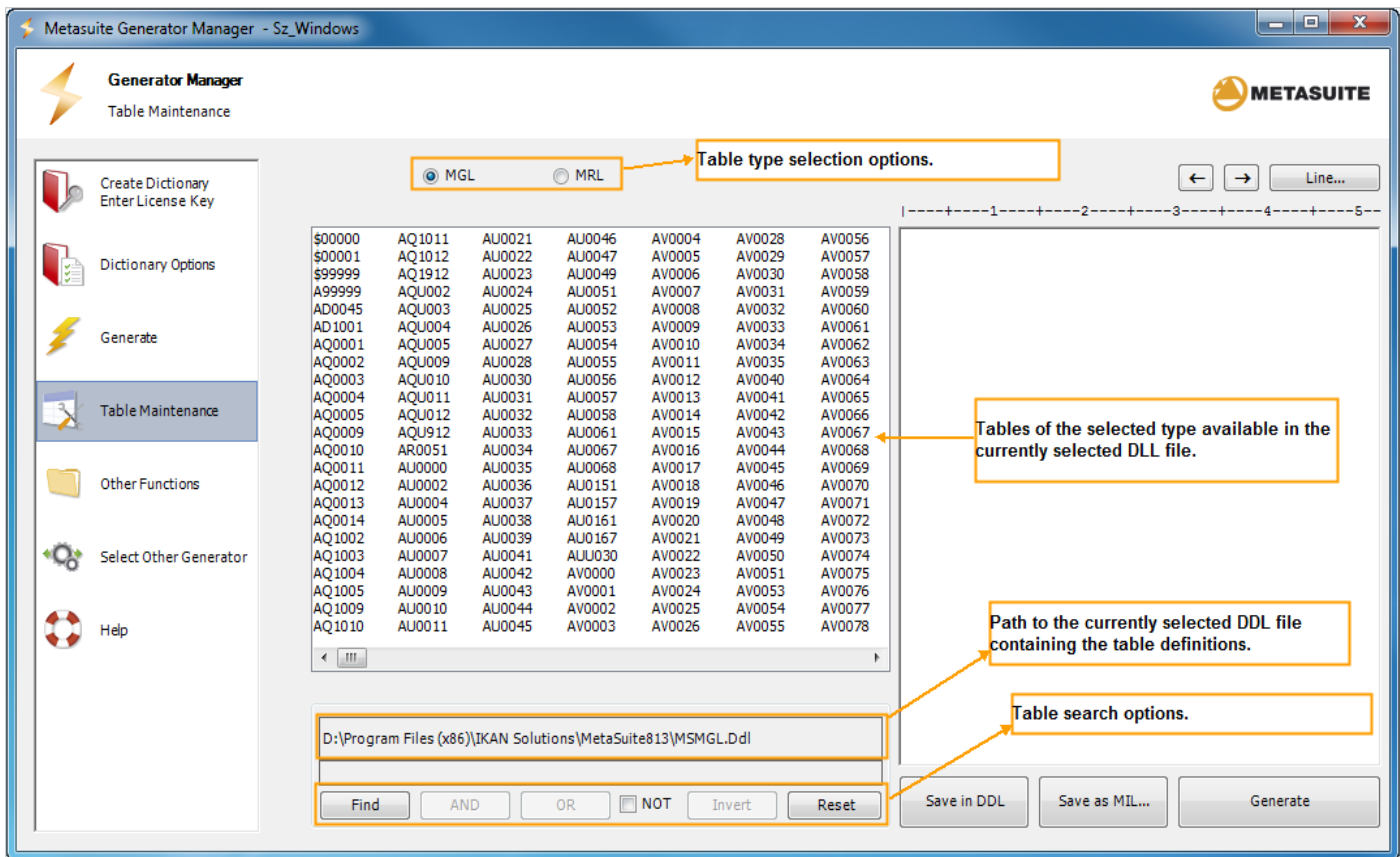 Metasuite Generator Manager - Sz_Windows
Generator Manager
Table Maintenance
METASUITE
Create Dictionary
Enter License Key
Dictionary Options
Generate
Table Maintenance
Other Functions
Select Other Generator
Help
MGL MRL
Table type selection options.
← → Line...
|----+----1----+----2----+----3----+----4----+----5--
$00000 AQ1011 AU0021 AU0046 AV0004 AV0028 AV0056
$00001 AQ1012 AU0022 AU0047 AV0005 AV0029 AV0057
$99999 AQ1912 AU0023 AU0049 AV0006 AV0030 AV0058
A99999 AQU002 AU0024 AU0051 AV0007 AV0031 AV0059
AD0045 AQU003 AU0025 AU0052 AV0008 AV0032 AV0060
AD1001 AQU004 AU0026 AU0053 AV0009 AV0033 AV0061
AQ0001 AQU005 AU0027 AU0054 AV0010 AV0034 AV0062
AQ0002 AQU009 AU0028 AU0055 AV0011 AV0035 AV0063
AQ0003 AQU010 AU0030 AU0056 AV0012 AV0040 AV0064
AQ0004 AQU011 AU0031 AU0057 AV0013 AV0041 AV0065
AQ0005 AQU012 AU0032 AU0058 AV0014 AV0042 AV0066
AQ0009 AQU912 AU0033 AU0061 AV0015 AV0043 AV0067
AQ0010 AR0051 AU0034 AU0067 AV0016 AV0044 AV0068
AQ0011 AU0000 AU0035 AU0068 AV0017 AV0045 AV0069
AQ0012 AU0002 AU0036 AU0151 AV0018 AV0046 AV0070
AQ0013 AU0004 AU0037 AU0157 AV0019 AV0047 AV0071
AQ0014 AU0005 AU0038 AU0161 AV0020 AV0048 AV0072
AQ1002 AU0006 AU0039 AU0167 AV0021 AV0049 AV0073
AQ1003 AU0007 AU0041 AUU030 AV0022 AV0050 AV0074
AQ1004 AU0008 AU0042 AV0000 AV0023 AV0051 AV0075
AQ1005 AU0009 AU0043 AV0001 AV0024 AV0053 AV0076
AQ1009 AU0010 AU0044 AV0002 AV0025 AV0054 AV0077
AQ1010 AU0011 AU0045 AV0003 AV0026 AV0055 AV0078
Tables of the selected type available in the
currently selected DLL file.
Path to the currently selected DDL file
containing the table definitions.
Table search options.
D:\Program Files (x86)\IKAN Solutions\MetaSuite813\MSMGL.Ddl
Find AND OR NOT Invert Reset
Save in DDL Save as MIL... Generate